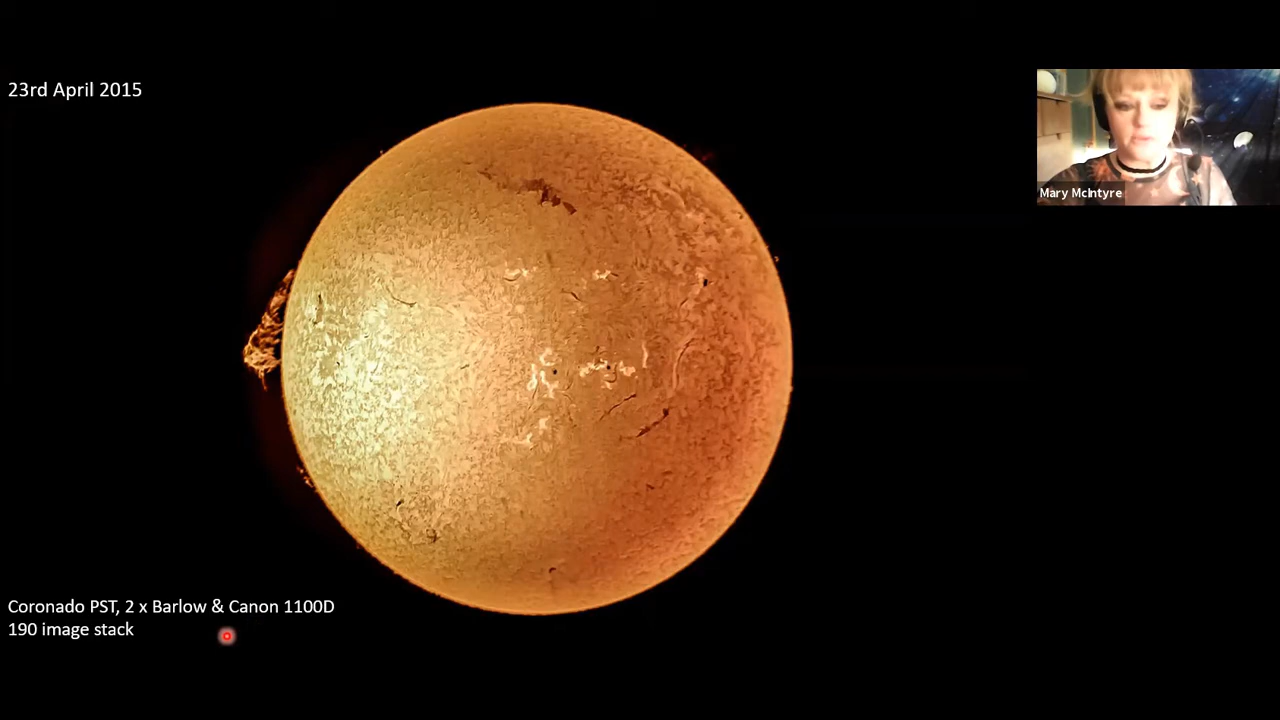 23rd April 2015
Mary McIntyre
Coronado PST, 2 x Barlow & Canon 1100D
190 image stack